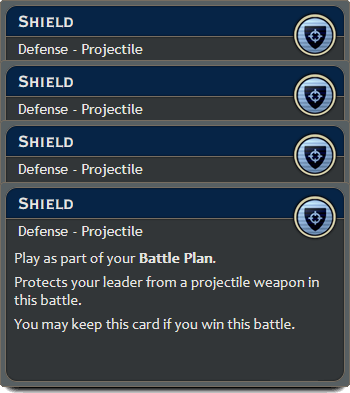 Shield
Defense - Projectile
Shield
Defense - Projectile
Shield
Defense - Projectile
Shield
Defense - Projectile
Play as part of your Battle Plan.
Protects your leader from a projectile weapon in
this battle.
You may keep this card if you win this battle.